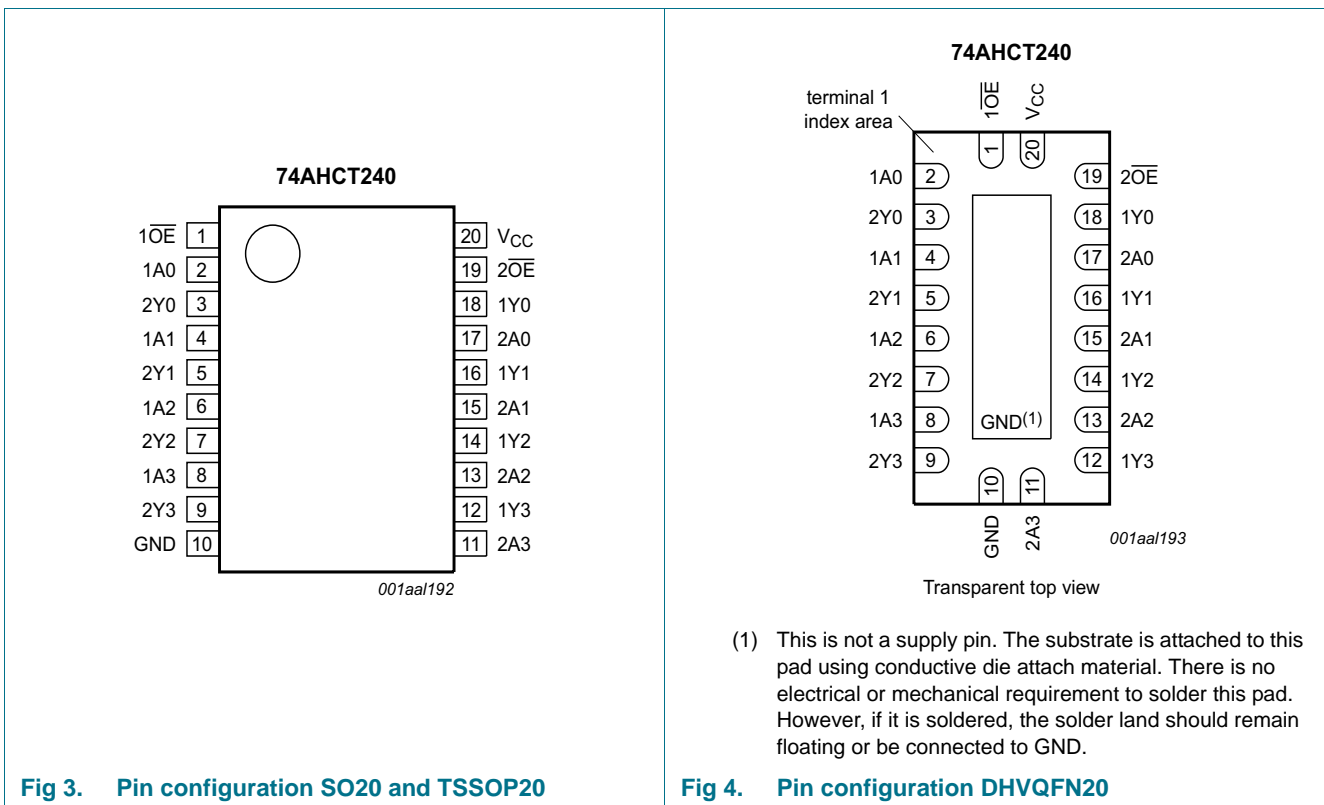 74AHCT240
1OE 1
1A0 2
2Y0 3
1A1 4
2Y1 5
1A2 6
2Y2 7
1A3 8
2Y3 9
GND 10
20 VCC
19 2OE
18 1Y0
17 2A0
16 1Y1
15 2A1
14 1Y2
13 2A2
12 1Y3
11 2A3
001aal192
Fig 3. Pin configuration SO20 and TSSOP20
74AHCT240
terminal 1
index area
1OE
VCC
1
20
1A0 2
2Y0 3
1A1 4
2Y1 5
1A2 6
2Y2 7
1A3 8
2Y3 9
GND(1)
19 2OE
18 1Y0
17 2A0
16 1Y1
15 2A1
14 1Y2
13 2A2
12 1Y3
10
11
GND
2A3
001aal193
Transparent top view
(1) This is not a supply pin. The substrate is attached to this
pad using conductive die attach material. There is no
electrical or mechanical requirement to solder this pad.
However, if it is soldered, the solder land should remain
floating or be connected to GND.
Fig 4. Pin configuration DHVQFN20